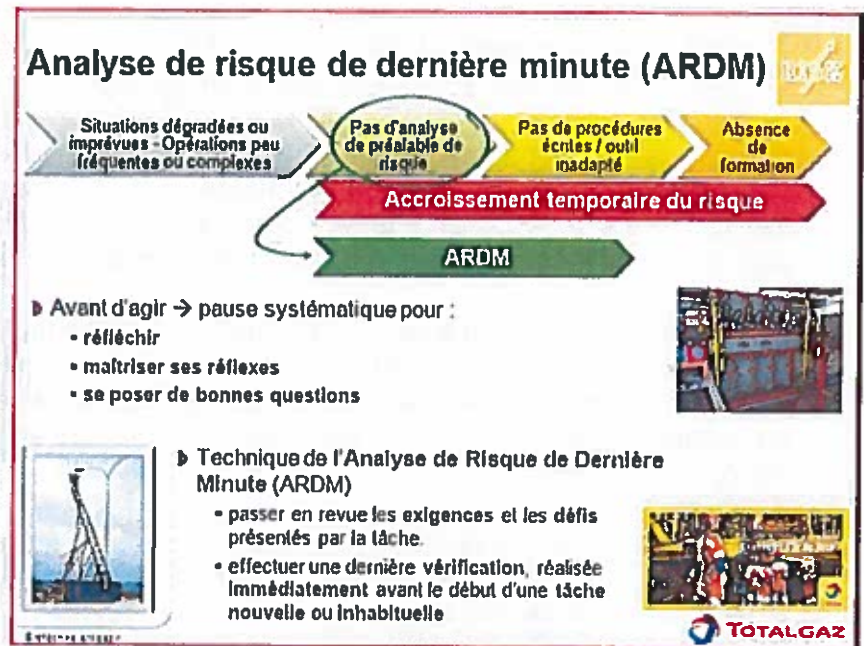 Analyse de risque de dernière minute (ARDM)
Situations dégradées ou
imprévues - Opérations peu
fréquentes ou complexes
Pas d'analyse
de préalable de
risque
Pas de procédures
écrites / outil
inadapté
Absence
de
formation
Accroissement temporaire du risque
ARDM
Avant d'agir → pause systématique pour :
• réfléchir
• maîtriser ses réflexes
• se poser de bonnes questions
Technique de l'Analyse de Risque de Dernière
Minute (ARDM)
• passer en revue les exigences et les défis
présentés par la tâche.
• effectuer une dernière vérification, réalisée
immédiatement avant le début d'une tâche
nouvelle ou inhabituelle
TOTALGAZ